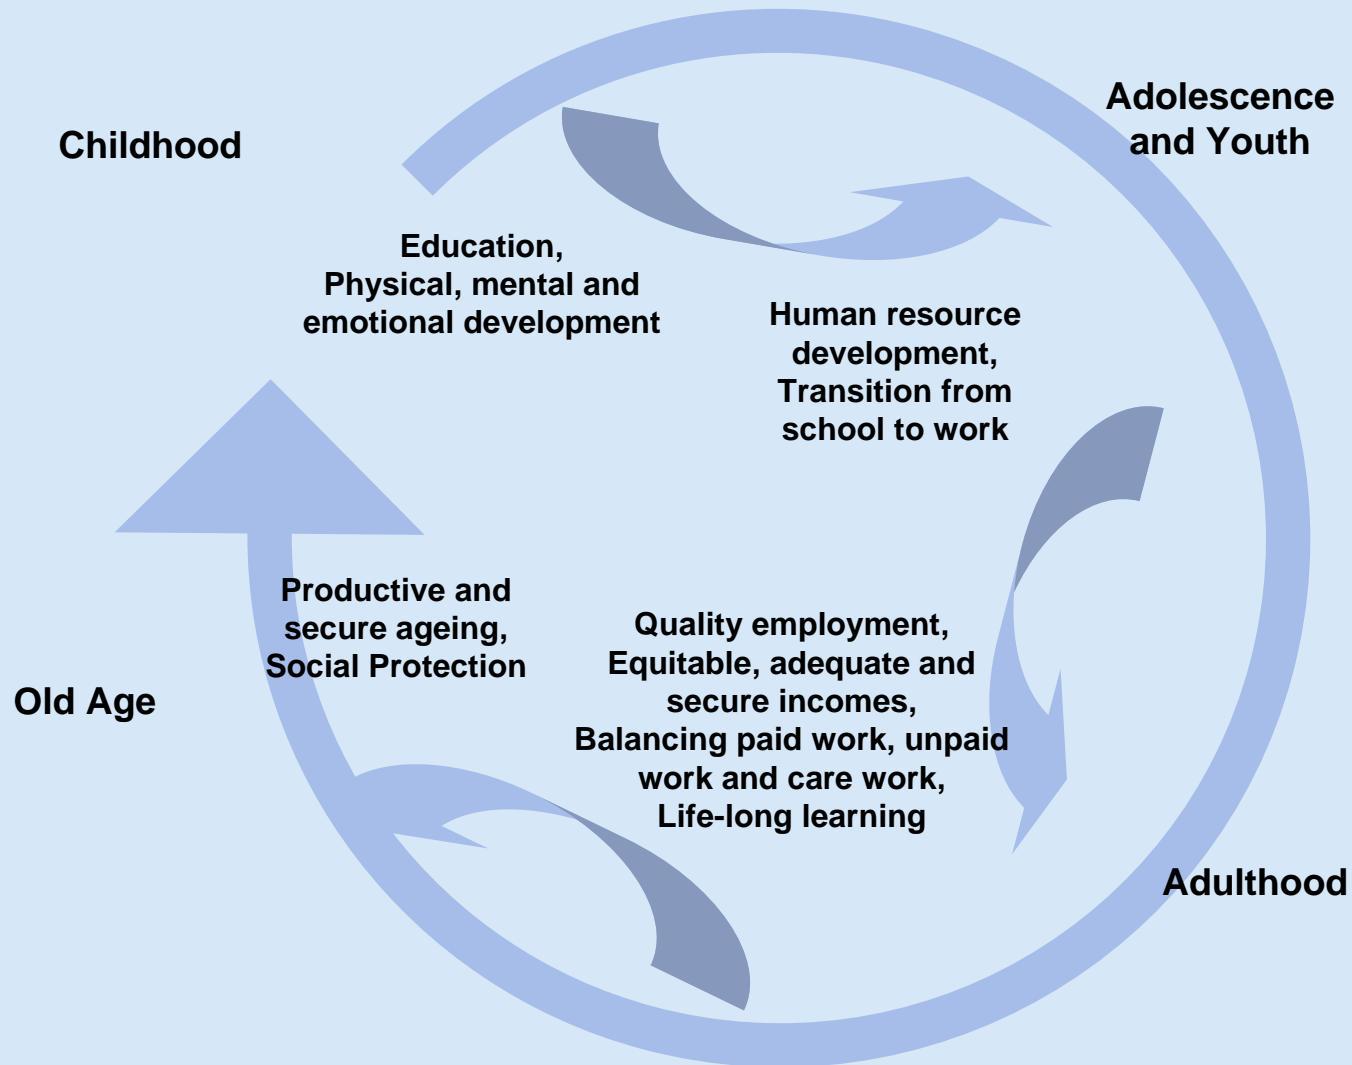 Childhood
Adolescence
and Youth
Education,
Physical, mental and
emotional development
Human resource
development,
Transition from
school to work
Productive and
secure ageing,
Social Protection
Quality employment,
Equitable, adequate and
secure incomes,
Balancing paid work, unpaid
work and care work,
Life-long learning
Old Age
Adulthood